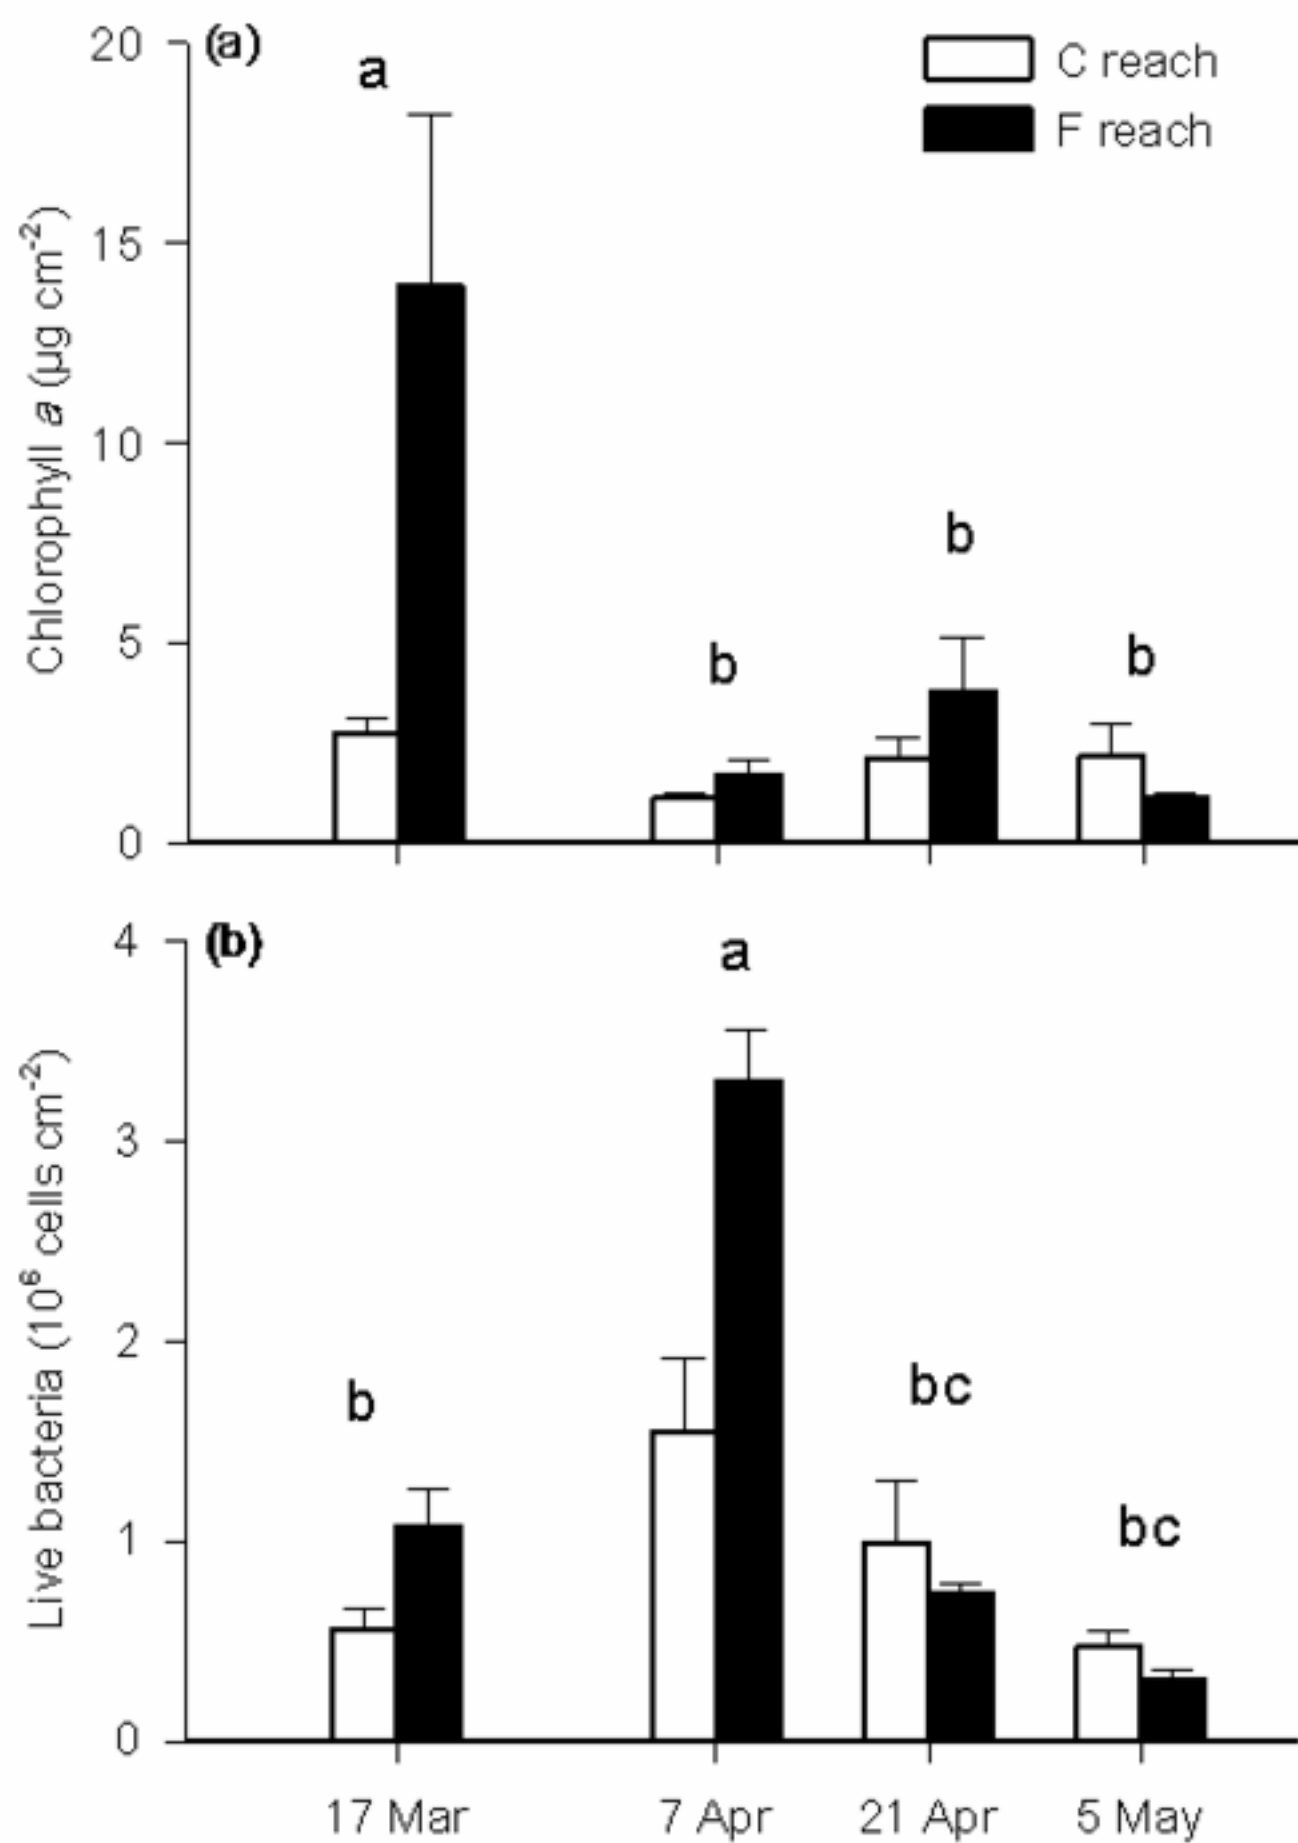 (a)
C reach
F reach
Chlorophyll a (µg cm⁻²)
20
15
10
5
0
a
b
b
b
(b)
Live bacteria (10⁶ cells cm⁻²)
4
3
2
1
0
b
a
bc
bc
17 Mar
7 Apr
21 Apr
5 May